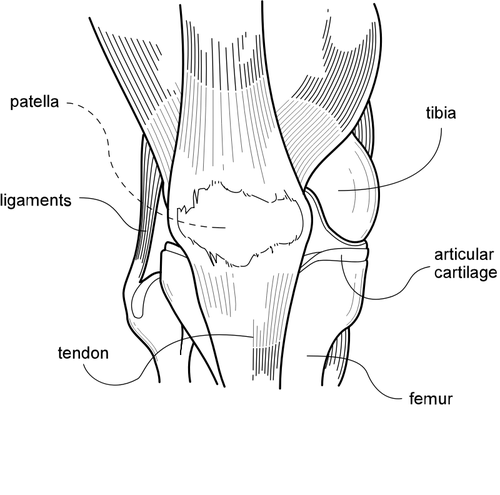 patella
tibia
ligaments
articular
cartilage
tendon
femur